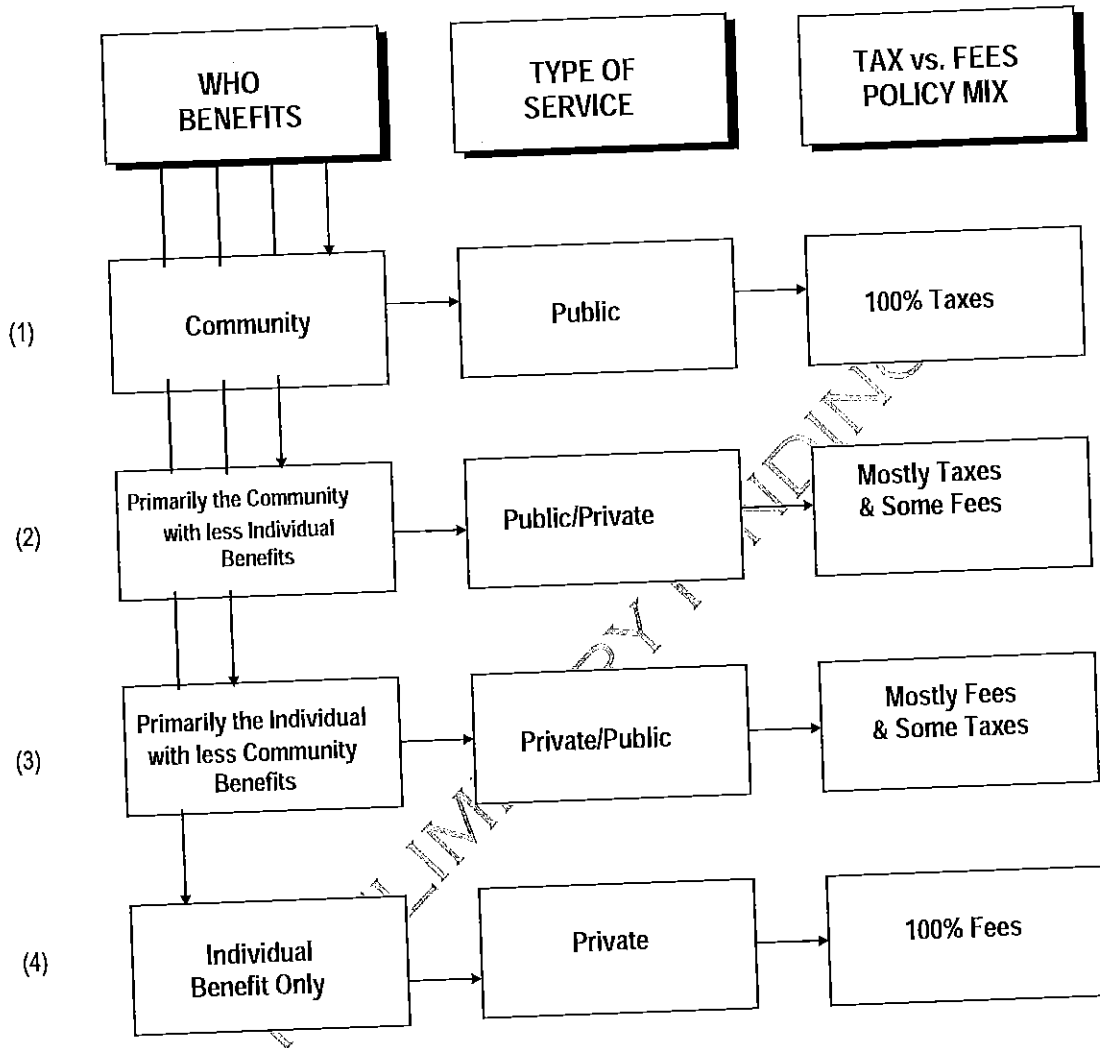 WHO
BENEFITS
TYPE OF
SERVICE
TAX vs. FEES
POLICY MIX
(1)
Community
Public
100% Taxes
(2)
Primarily the Community
with less Individual
Benefits
Public/Private
Mostly Taxes
& Some Fees
(3)
Primarily the Individual
with less Community
Benefits
Private/Public
Mostly Fees
& Some Taxes
(4)
Individual
Benefit Only
Private
100% Fees